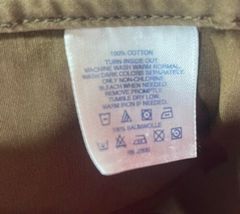 100% COTTON
TURN INSIDE OUT
MACHINE WASH WARM NORMAL.
WASH DARK COLORS SEPARATELY.
ONLY NON-CHLORINE
BLEACH WHEN NEEDED.
REMOVE PROMPTLY.
TUMBLE DRY LOW.
WARM IRON IF NEEDED.
100% BAUMWOLLE